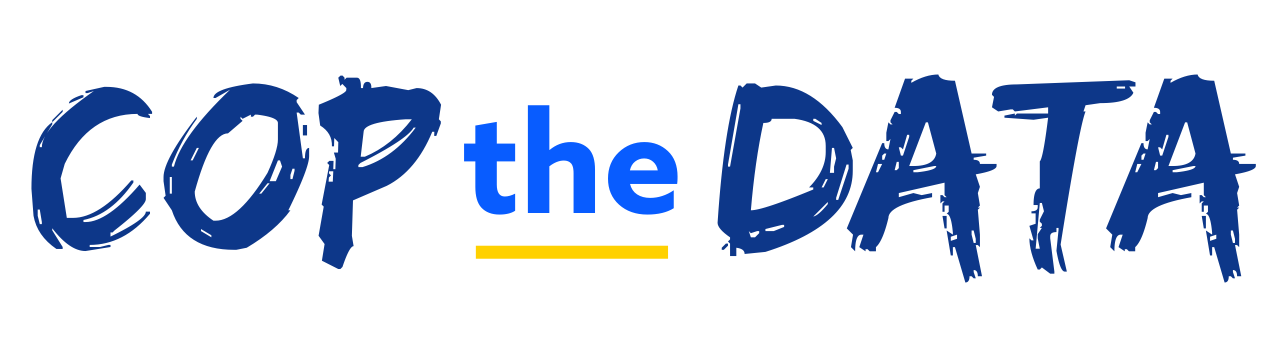 COP the DATA